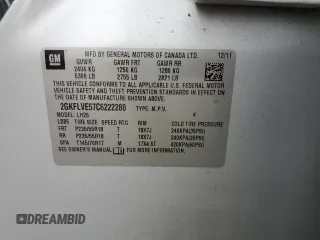 GM
MFD BY GENERAL MOTORS OF CANADA LTD. 12/11
GVWR GAWR FRT GAWR RR
2404 KG 1250 KG 1280 KG
5300 LB 2755 LB 2821 LB
THIS VEHICLE CONFORMS TO ALL APPLICABLE U.S. FEDERAL MOTOR
VEHICLE SAFETY AND THEFT PREVENTION STANDARDS IN EFFECT ON
THE DATE OF MANUFACTURE SHOWN ABOVE.
2GKFLVE57C6222280 TYPE: M.P.V.
MODEL: LH26
TIRE SIZE SPEED RTG RIM COLD TIRE PRESSURE
FRT P235/55R18 T 18X7J 240KPA(35PSI)
RR P235/55R18 T 18X7J 240KPA(35PSI)
SPA T145/70R17 M 17X4.5T 420KPA(60PSI)
SEE OWNER'S MANUAL FOR
EPICARBID